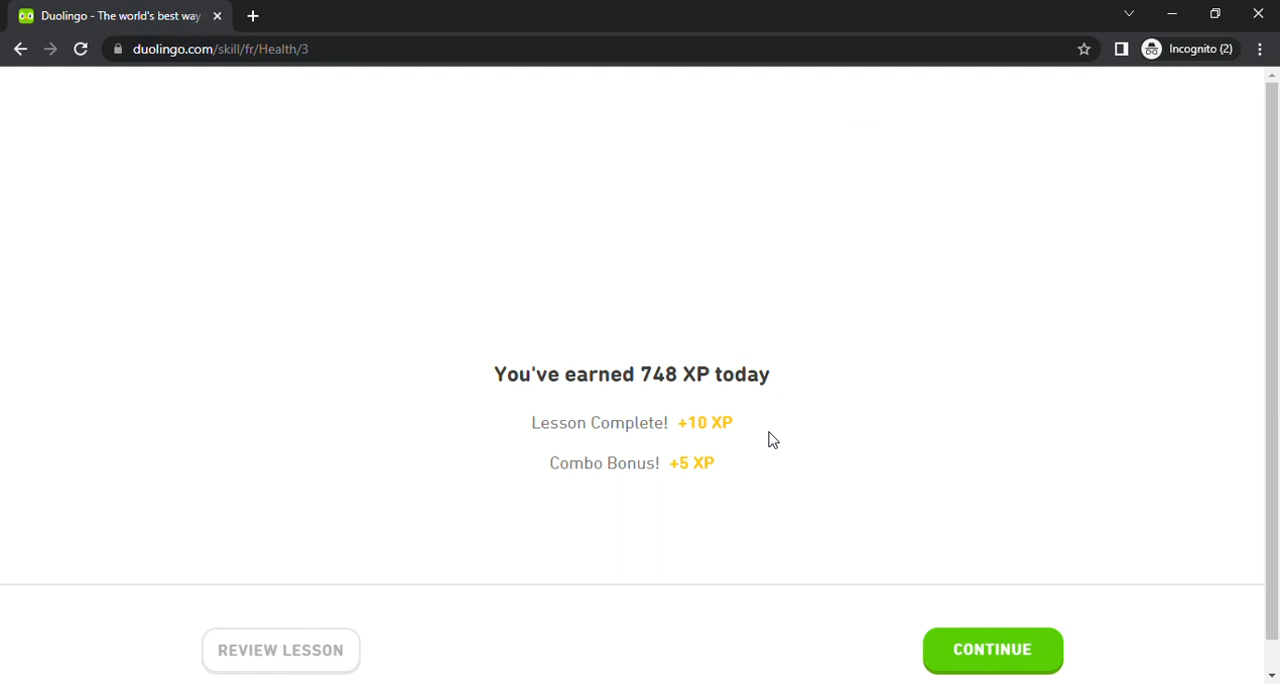 Duolingo - The world's best way
duolingo.com/skill/fr/Health/3
Incognito (2)
You've earned 748 XP today
Lesson Complete! +10 XP
Combo Bonus! +5 XP
REVIEW LESSON
CONTINUE